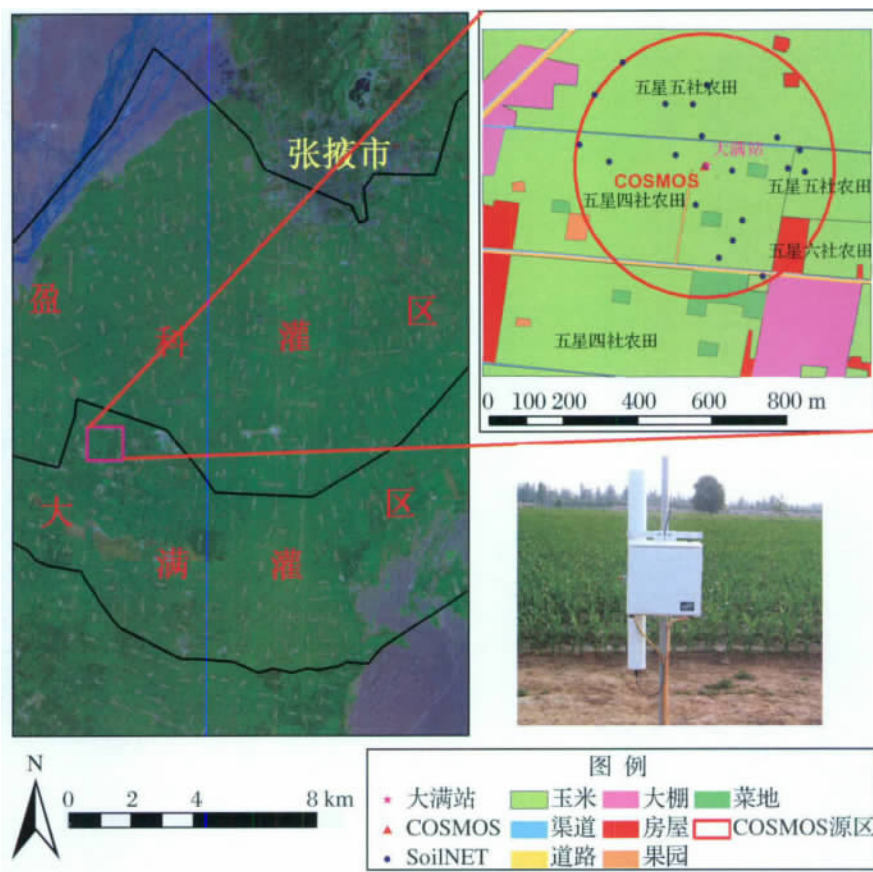 张掖市
盈科灌区
大满灌区
五星五社农田
大满站
COSMOS
五星四社农田
五星五社农田
五星六社农田
五星四社农田
0 100 200 400 600 800 m
N
0 2 4 8 km
图 例
大满站 玉米 大棚 菜地
COSMOS 渠道 房屋 COSMOS源区
SoilNET 道路 果园